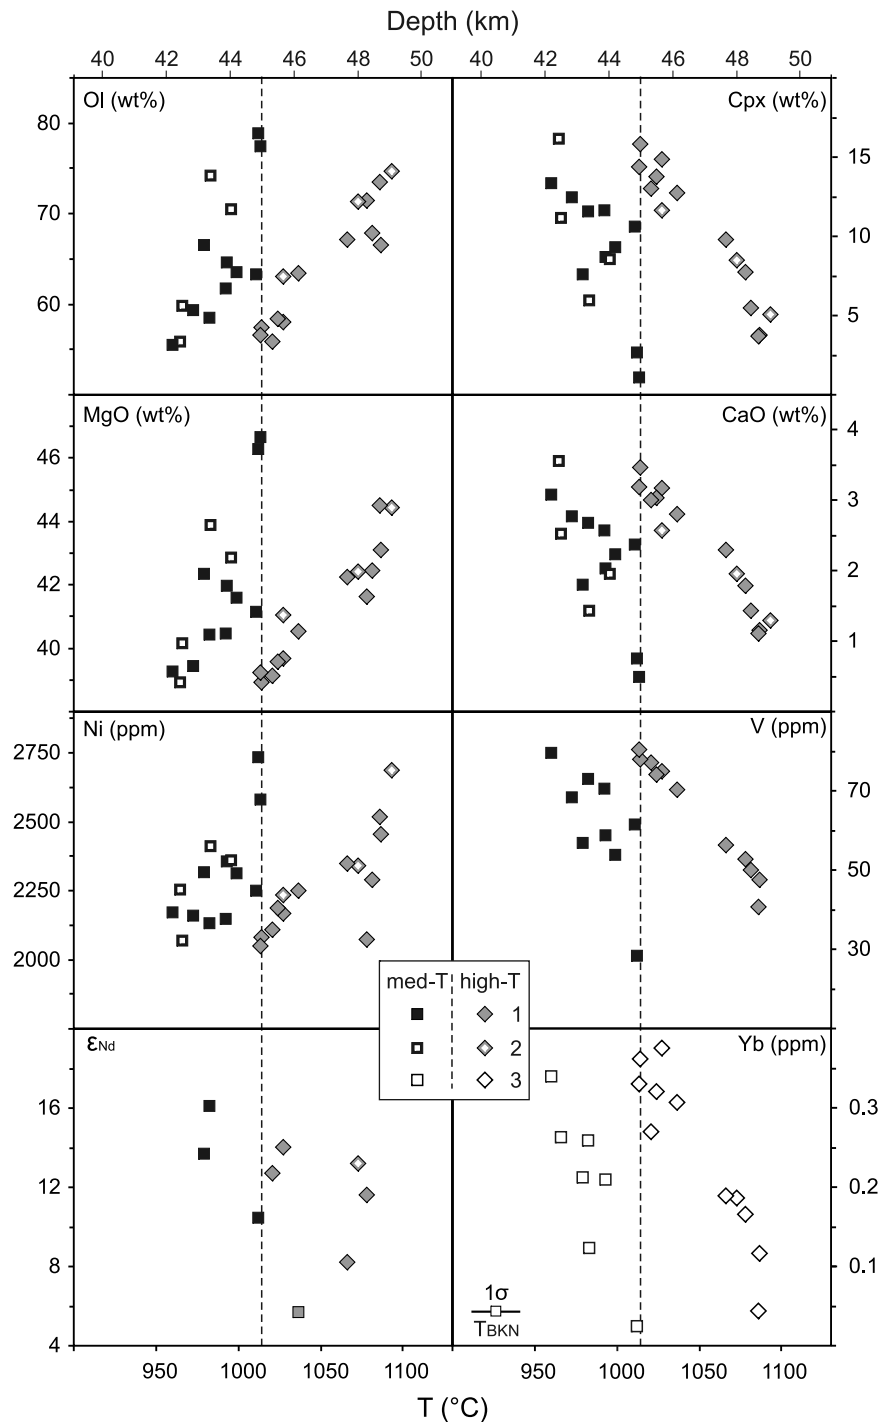 Depth (km)
40 42 44 46 48 50 40 42 44 46 48 50
Ol (wt%)
Cpx (wt%)
80
70
60
15
10
5
MgO (wt%)
CaO (wt%)
46
44
42
40
4
3
2
1
Ni (ppm)
V (ppm)
2750
2500
2250
2000
70
50
30
med-T high-T
1
2
3
εNd
Yb (ppm)
16
12
8
4
0.3
0.2
0.1
1σ
TBKN
950 1000 1050 1100 950 1000 1050 1100
T (°C)